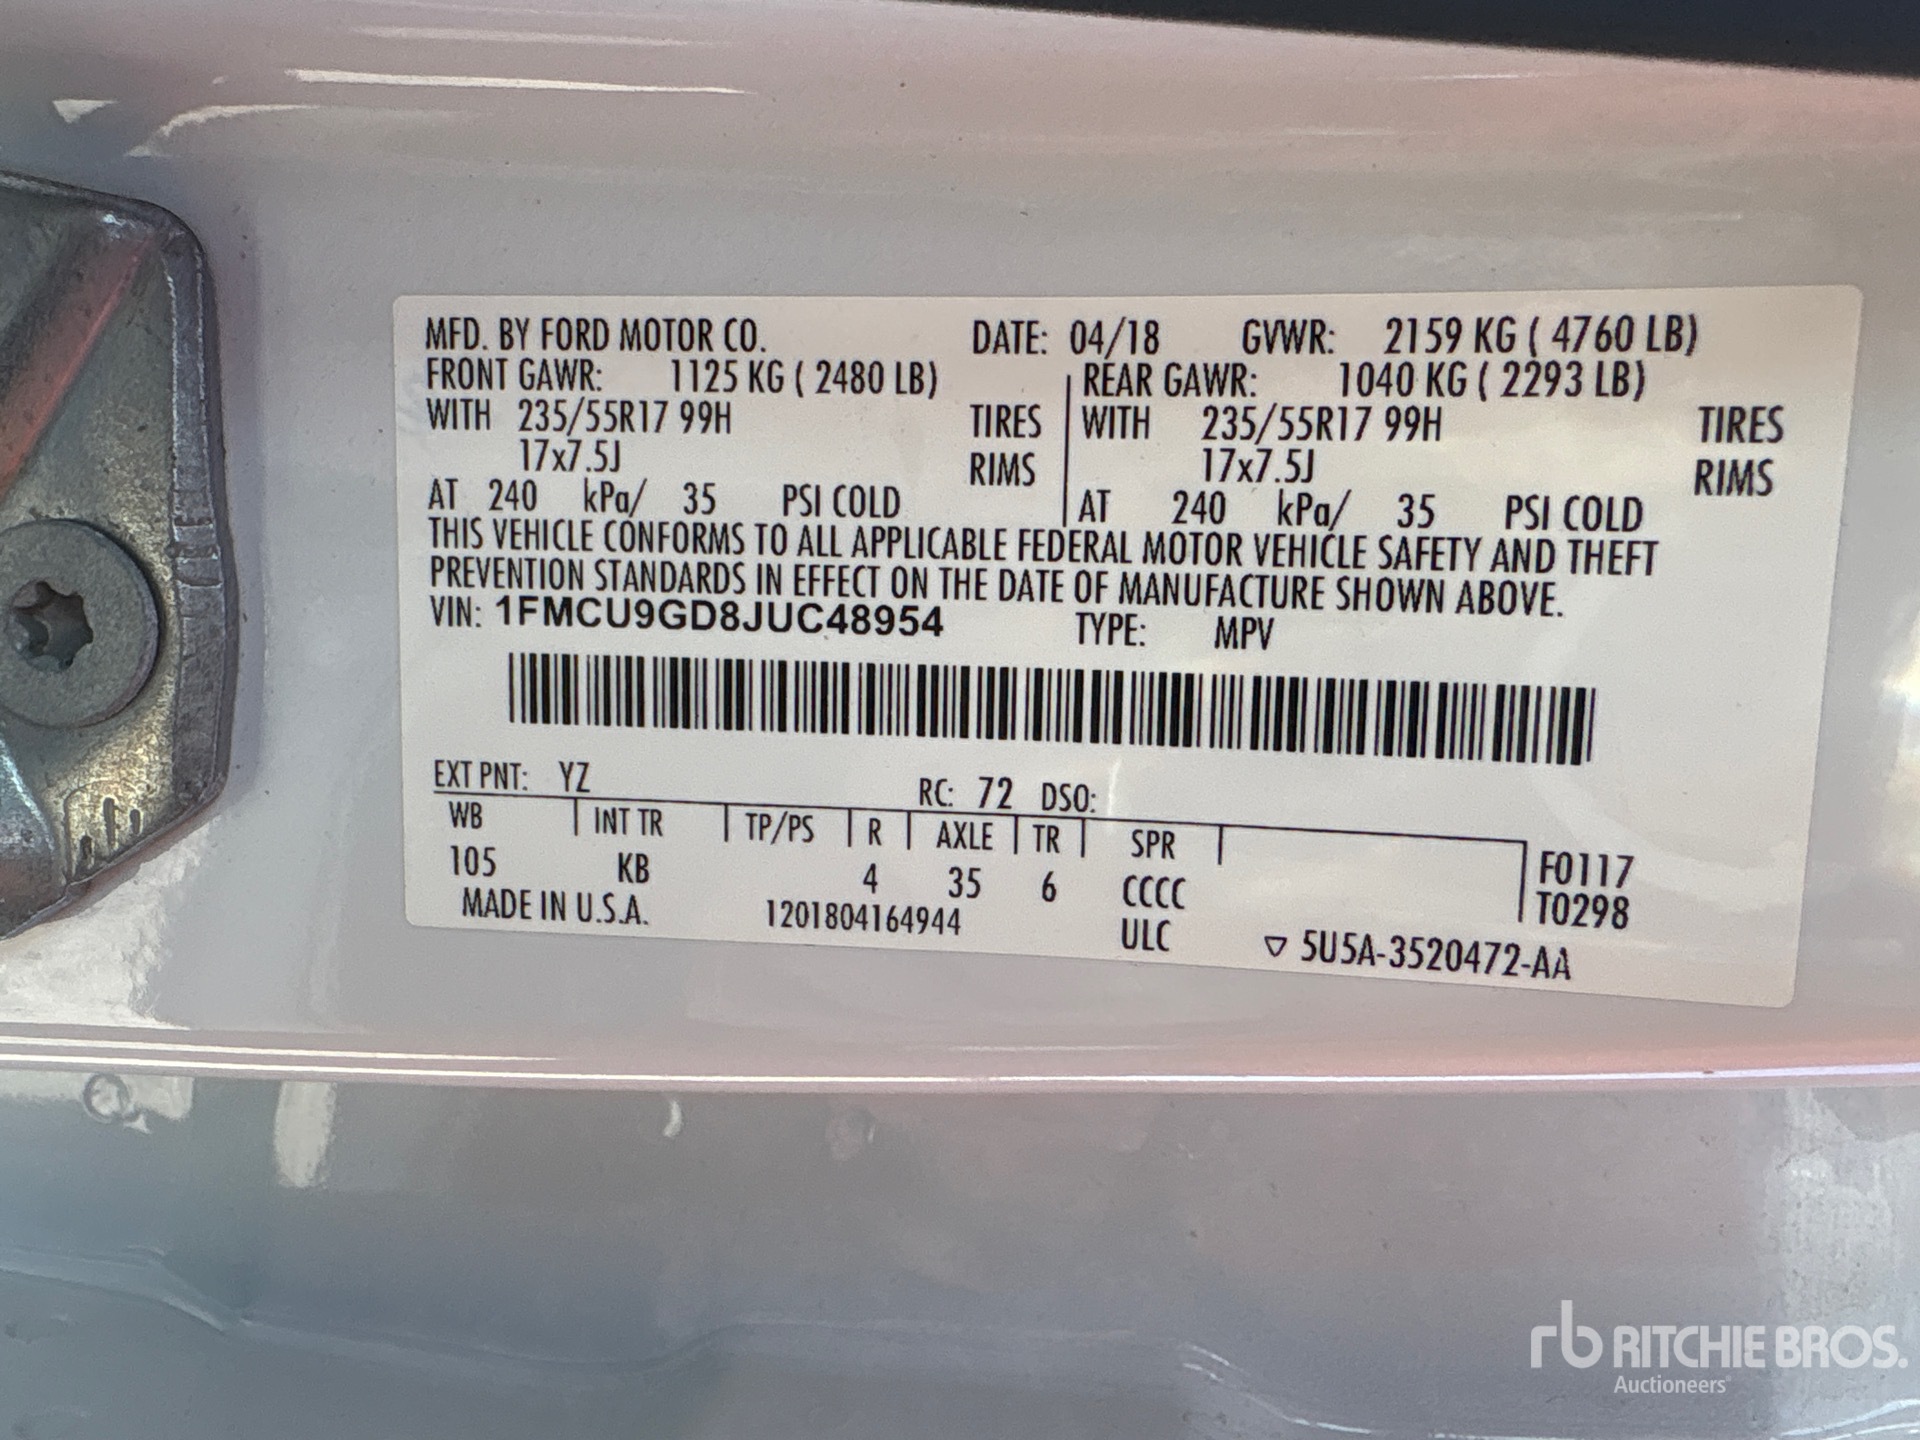 MFD. BY FORD MOTOR CO. DATE: 04/18 GVWR: 2159 KG ( 4760 LB)
FRONT GAWR: 1125 KG ( 2480 LB) REAR GAWR: 1040 KG ( 2293 LB)
WITH 235/55R17 99H TIRES WITH 235/55R17 99H TIRES
17x7.5J RIMS 17x7.5J RIMS
AT 240 kPa/ 35 PSI COLD AT 240 kPa/ 35 PSI COLD
THIS VEHICLE CONFORMS TO ALL APPLICABLE FEDERAL MOTOR VEHICLE SAFETY AND THEFT
PREVENTION STANDARDS IN EFFECT ON THE DATE OF MANUFACTURE SHOWN ABOVE.
VIN: 1FMCU9GD8JUC48954 TYPE: MPV
EXT PNT: YZ RC: 72 DSO:
WB INT TR TP/PS R AXLE TR SPR
105 KB 4 35 6 CCCC F0117
MADE IN U.S.A. 1201804164944 ULC T0298
▽ 5U5A-3520472-AA
rb RITCHIE BROS.
Auctioneers